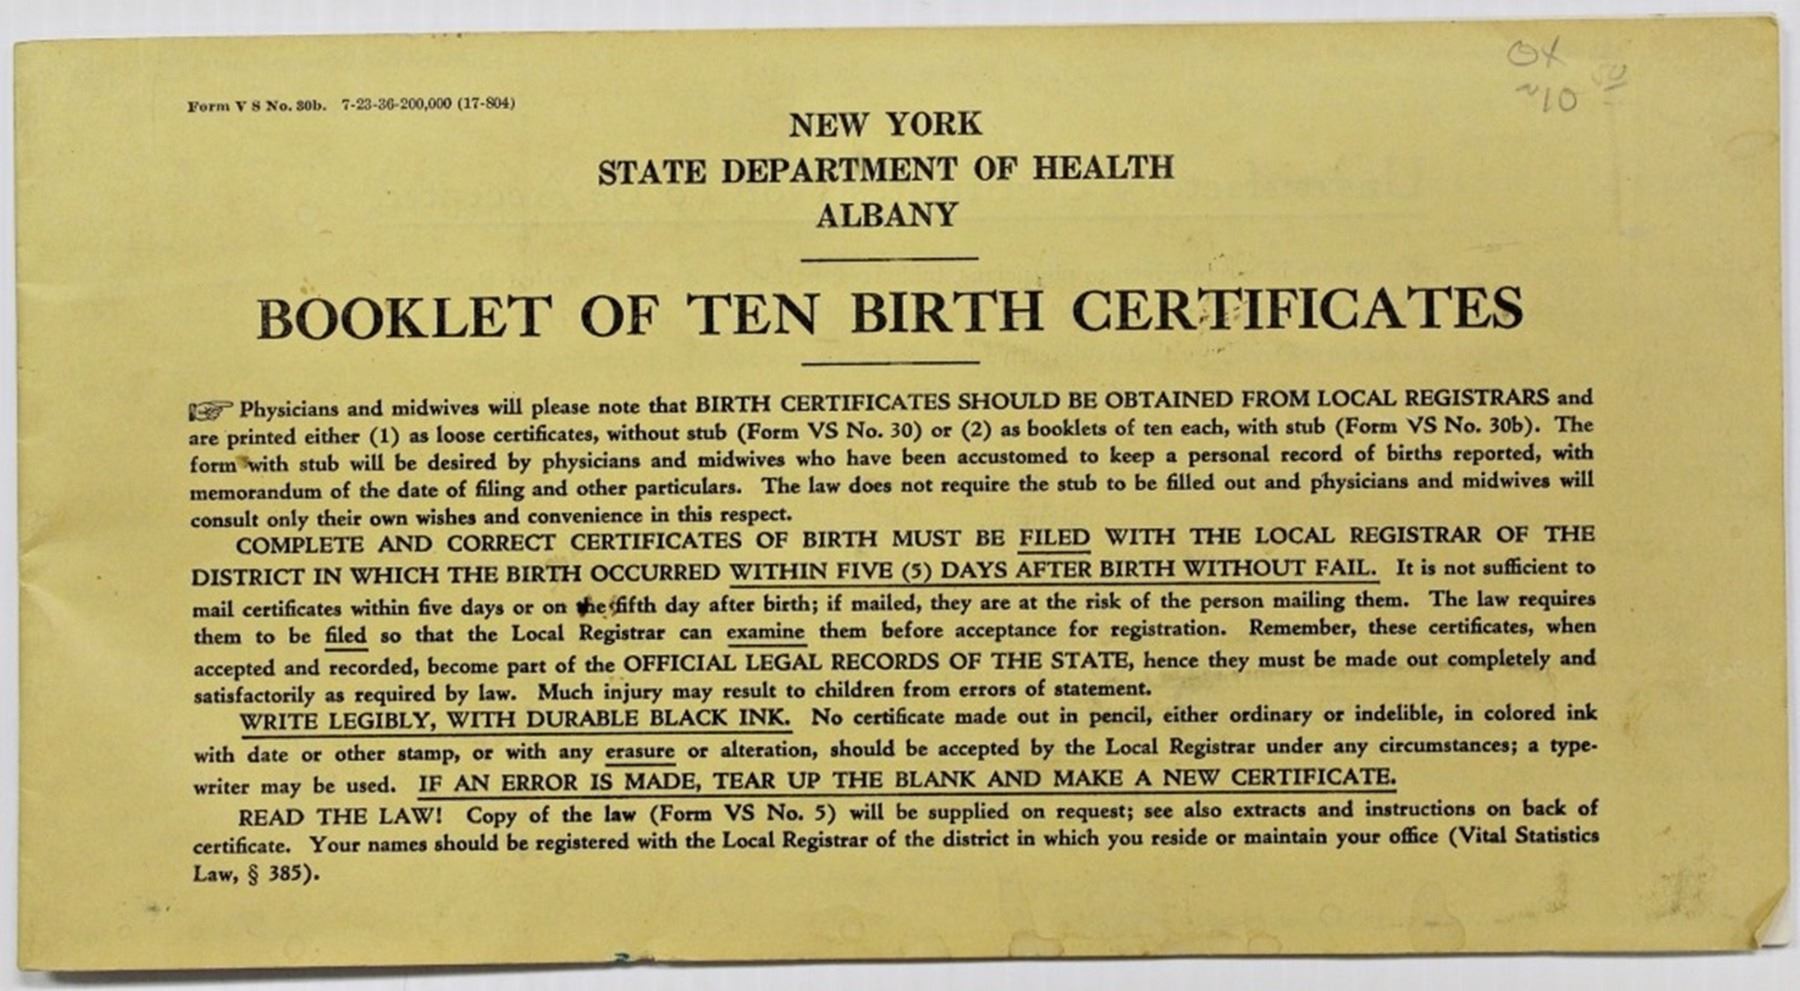 Form V S No. 30b. 7-23-36-200,000 (17-804)
NEW YORK
STATE DEPARTMENT OF HEALTH
ALBANY
BOOKLET OF TEN BIRTH CERTIFICATES
Physicians and midwives will please note that BIRTH CERTIFICATES SHOULD BE OBTAINED FROM LOCAL REGISTRARS and
are printed either (1) as loose certificates, without stub (Form VS No. 30) or (2) as booklets of ten each, with stub (Form VS No. 30b). The
form with stub will be desired by physicians and midwives who have been accustomed to keep a personal record of births reported, with
memorandum of the date of filing and other particulars. The law does not require the stub to be filled out and physicians and midwives will
consult only their own wishes and convenience in this respect.
COMPLETE AND CORRECT CERTIFICATES OF BIRTH MUST BE FILED WITH THE LOCAL REGISTRAR OF THE
DISTRICT IN WHICH THE BIRTH OCCURRED WITHIN FIVE (5) DAYS AFTER BIRTH WITHOUT FAIL. It is not sufficient to
mail certificates within five days or on the fifth day after birth; if mailed, they are at the risk of the person mailing them. The law requires
them to be filed so that the Local Registrar can examine them before acceptance for registration. Remember, these certificates, when
accepted and recorded, become part of the OFFICIAL LEGAL RECORDS OF THE STATE, hence they must be made out completely and
satisfactorily as required by law. Much injury may result to children from errors of statement.
WRITE LEGIBLY, WITH DURABLE BLACK INK. No certificate made out in pencil, either ordinary or indelible, in colored ink
with date or other stamp, or with any erasure or alteration, should be accepted by the Local Registrar under any circumstances; a type-
writer may be used. IF AN ERROR IS MADE, TEAR UP THE BLANK AND MAKE A NEW CERTIFICATE.
READ THE LAW! Copy of the law (Form VS No. 5) will be supplied on request; see also extracts and instructions on back of
certificate. Your names should be registered with the Local Registrar of the district in which you reside or maintain your office (Vital Statistics
Law, § 385).